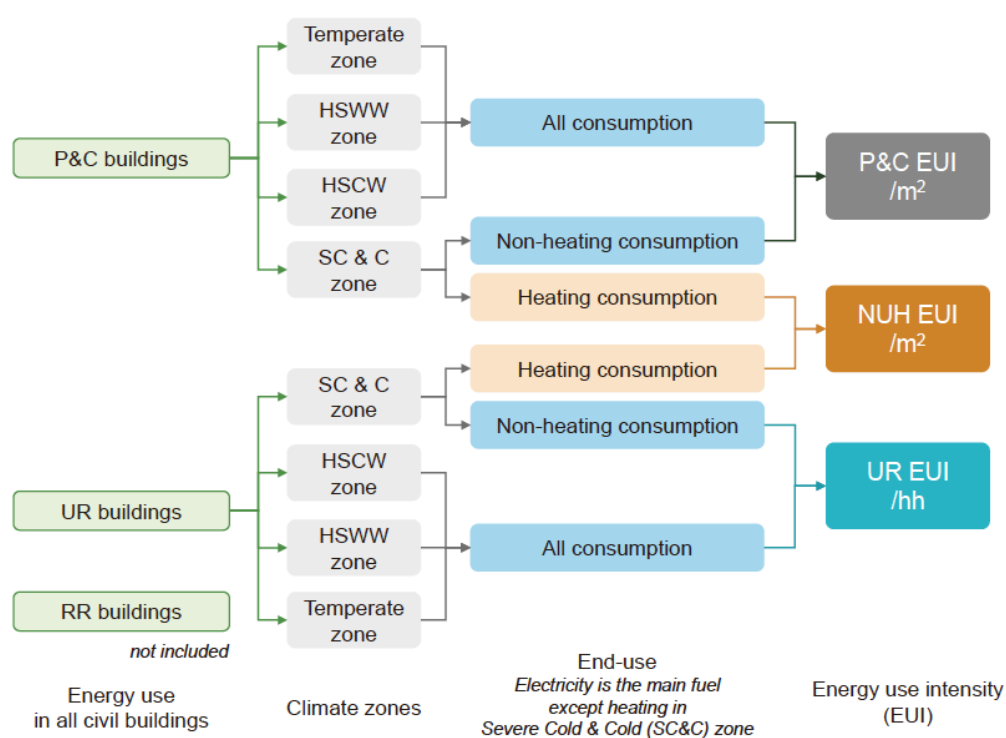 P&C buildings
UR buildings
RR buildings
not included
Energy use
in all civil buildings
Temperate
zone
HSWW
zone
HSCW
zone
SC & C
zone
SC & C
zone
HSCW
zone
HSWW
zone
Temperate
zone
Climate zones
All consumption
Non-heating consumption
Heating consumption
Heating consumption
Non-heating consumption
All consumption
End-use
Electricity is the main fuel
except heating in
Severe Cold & Cold (SC&C) zone
P&C EUI
/m²
NUH EUI
/m²
UR EUI
/hh
Energy use intensity
(EUI)